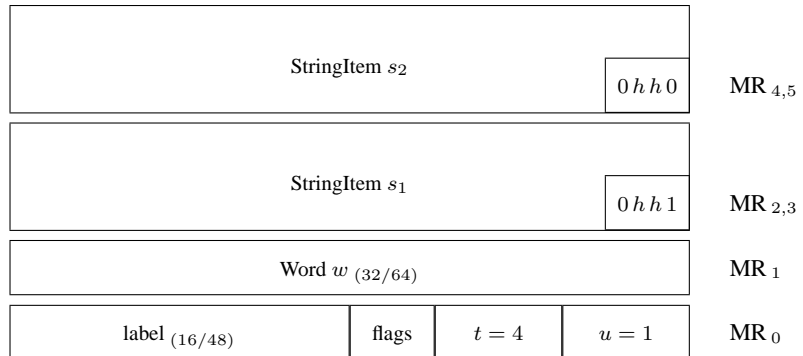 StringItem s₂
0 h h 0
MR ₄,₅
StringItem s₁
0 h h 1
MR ₂,₃
Word w ₍₃₂/₆₄₎
MR ₁
label ₍₁₆/₄₈₎ flags t = 4 u = 1 MR ₀